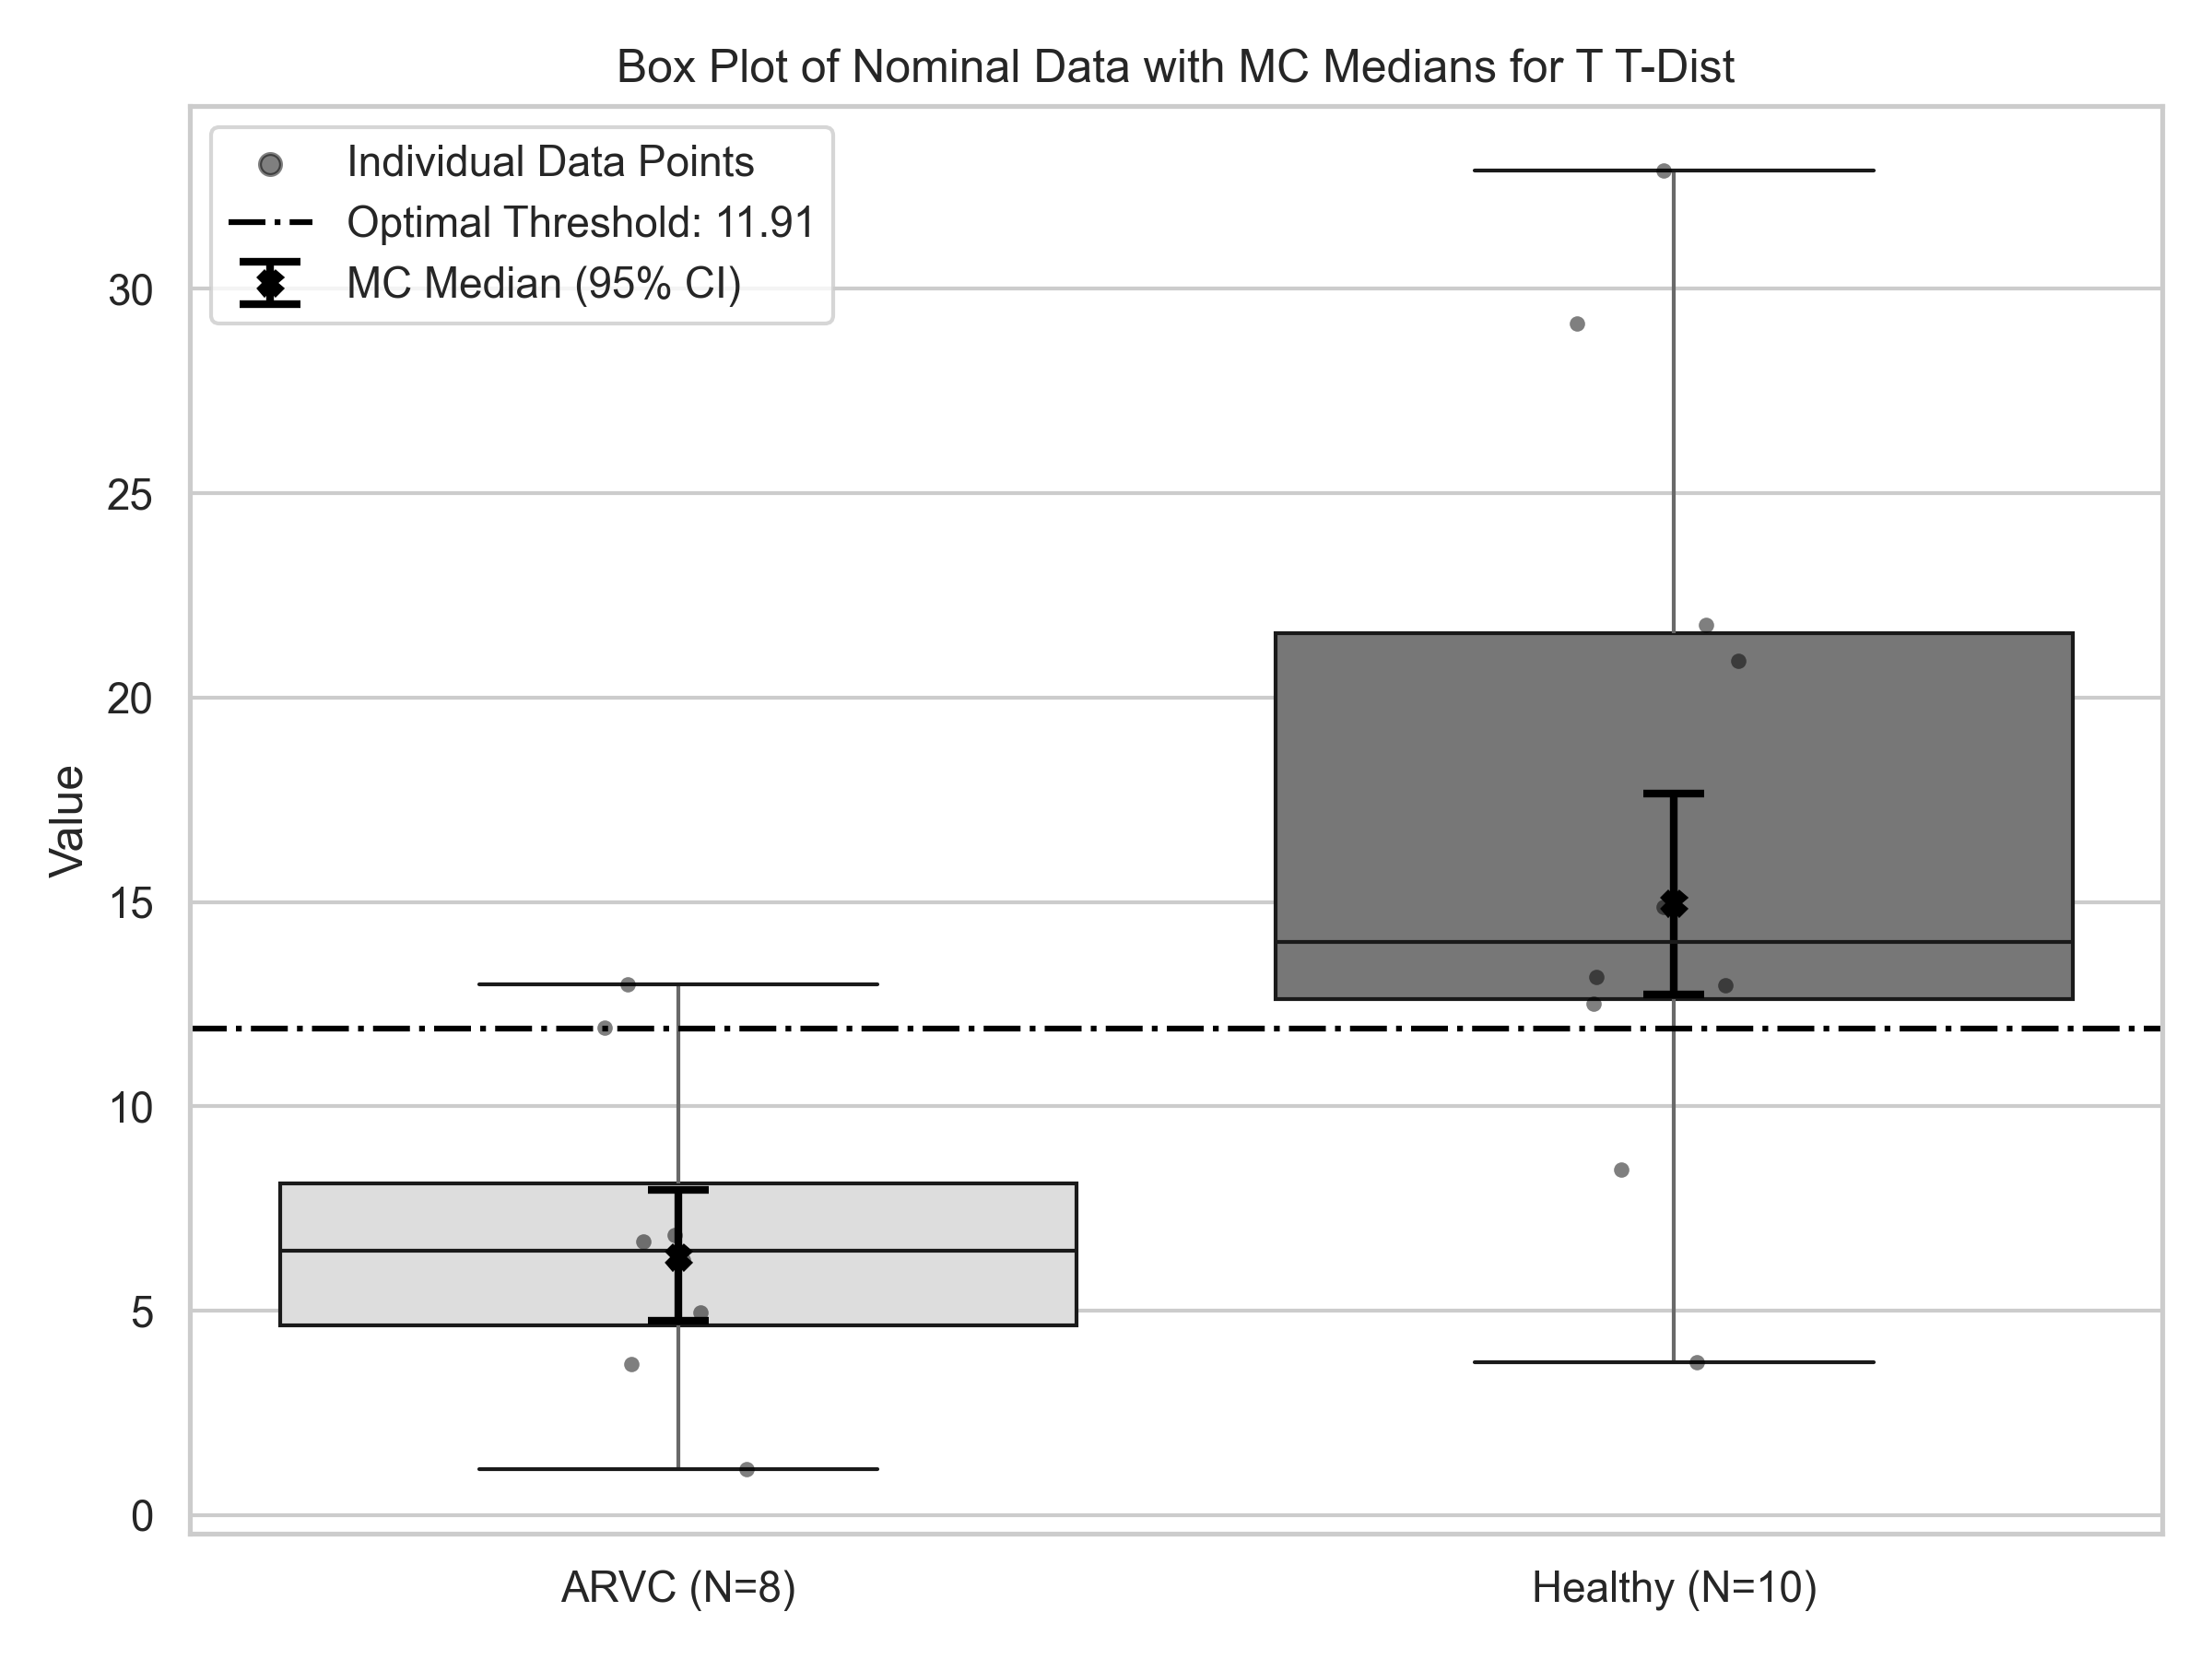 Box Plot of Nominal Data with MC Medians for T T-Dist
Individual Data Points
Optimal Threshold: 11.91
MC Median (95% CI)
30
25
20
15
10
5
0
Value
ARVC (N=8)
Healthy (N=10)